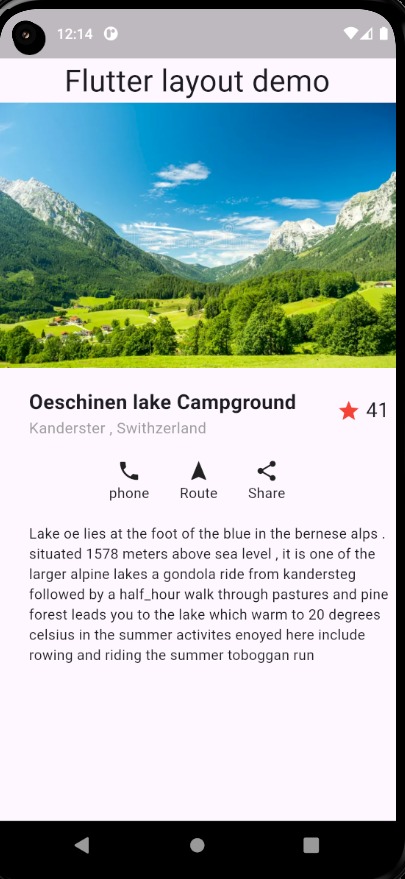 12:14
Flutter layout demo
Oeschinen lake Campground
41
Kanderster , Swithzerland
phone Route Share
Lake oe lies at the foot of the blue in the bernese alps .
situated 1578 meters above sea level , it is one of the
larger alpine lakes a gondola ride from kandersteg
followed by a half_hour walk through pastures and pine
forest leads you to the lake which warm to 20 degrees
celsius in the summer activites enoyed here include
rowing and riding the summer toboggan run